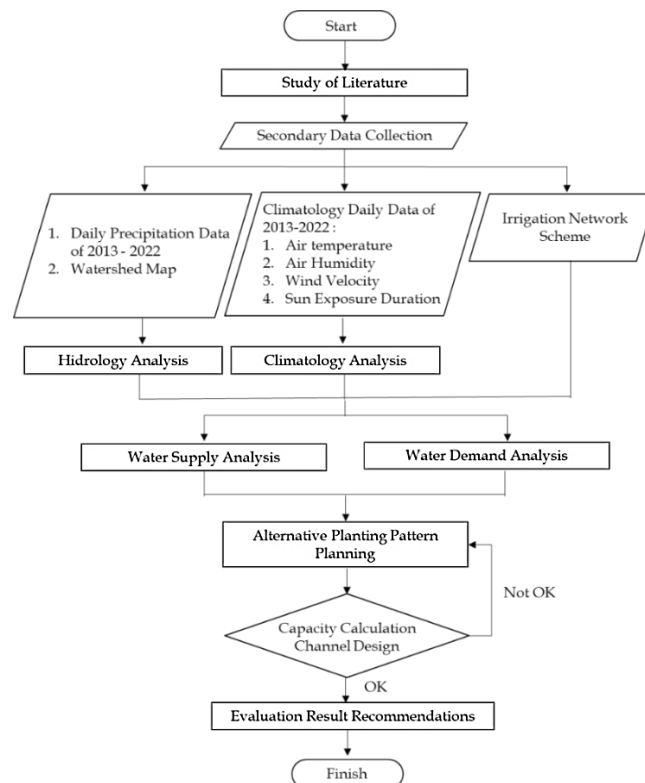 Start
Study of Literature
Secondary Data Collection
1. Daily Precipitation Data
of 2013 - 2022
2. Watershed Map
Climatology Daily Data of
2013-2022 :
1. Air temperature
2. Air Humidity
3. Wind Velocity
4. Sun Exposure Duration
Irrigation Network
Scheme
Hidrology Analysis
Climatology Analysis
Water Supply Analysis
Water Demand Analysis
Alternative Planting Pattern
Planning
Not OK
Capacity Calculation
Channel Design
OK
Evaluation Result Recommendations
Finish